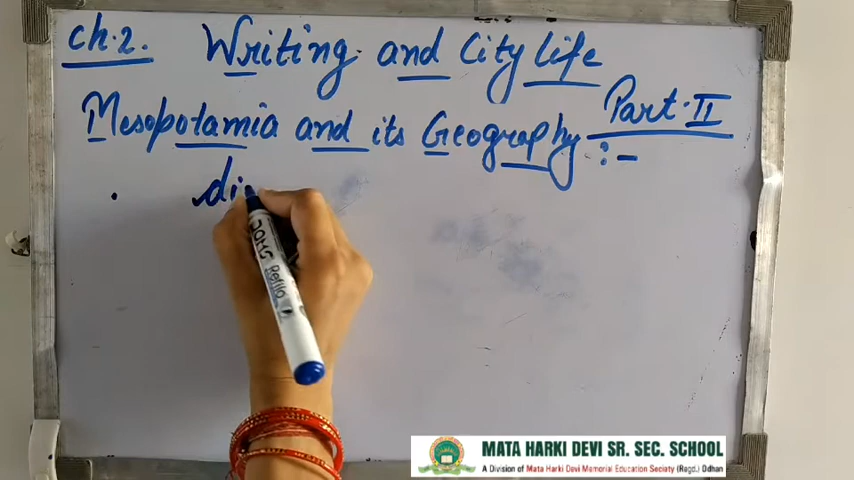 ch. 2. Writing and City life
Part-II
Mesopotamia and its Geography :-
. di
MATA HARKI DEVI SR. SEC. SCHOOL
A Division of Mata Harki Devi Memorial Education Society (Regd.) Odhan